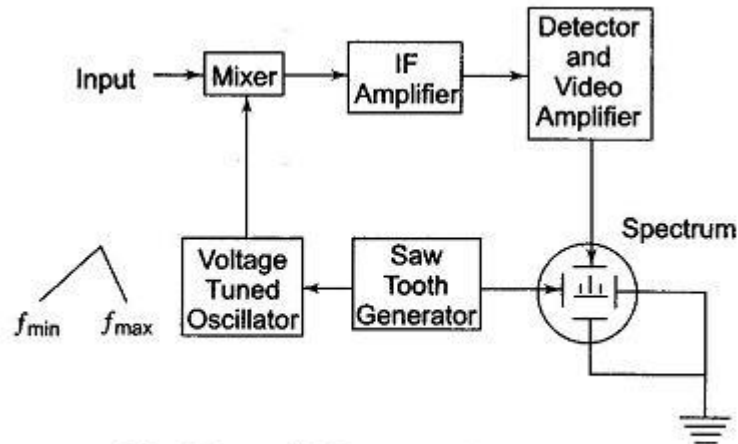 Input
Mixer
IF
Amplifier
Detector
and
Video
Amplifier
Spectrum
Voltage
Tuned
Oscillator
Saw
Tooth
Generator
fmin
fmax